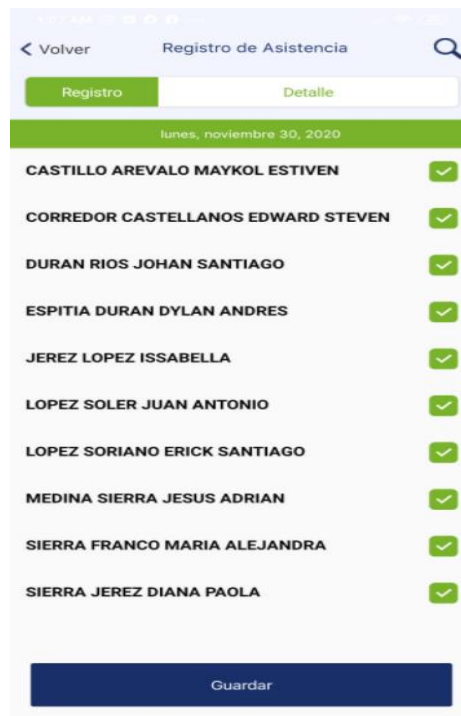 Volver Registro de Asistencia
Registro Detalle
lunes, noviembre 30, 2020
CASTILLO AREVALO MAYKOL ESTIVEN
CORREDOR CASTELLANOS EDWARD STEVEN
DURAN RIOS JOHAN SANTIAGO
ESPITIA DURAN DYLAN ANDRES
JEREZ LOPEZ ISSABELLA
LOPEZ SOLER JUAN ANTONIO
LOPEZ SORIANO ERICK SANTIAGO
MEDINA SIERRA JESUS ADRIAN
SIERRA FRANCO MARIA ALEJANDRA
SIERRA JEREZ DIANA PAOLA
Guardar